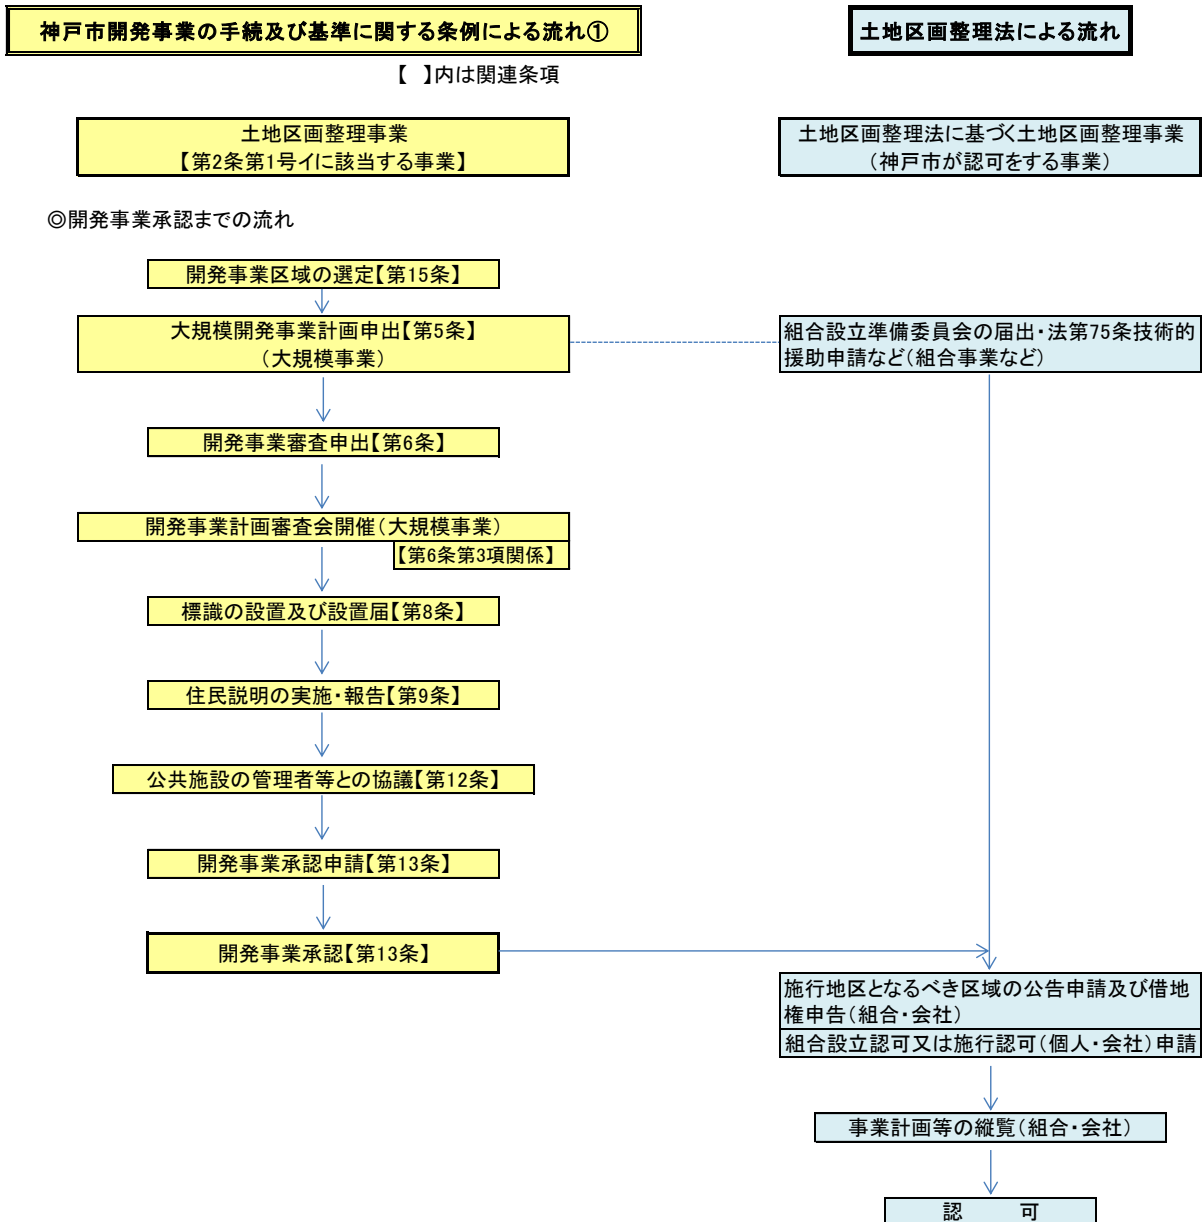 神戸市開発事業の手続及び基準に関する条例による流れ①
土地区画整理法による流れ
【 】内は関連条項
土地区画整理事業
【第2条第1号イに該当する事業】
土地区画整理法に基づく土地区画整理事業
(神戸市が認可をする事業)
◎開発事業承認までの流れ
開発事業区域の選定【第15条】
大規模開発事業計画申出【第5条】
(大規模事業)
組合設立準備委員会の届出・法第75条技術的
援助申請など(組合事業など)
開発事業審査申出【第6条】
開発事業計画審査会開催(大規模事業)
【第6条第3項関係】
標識の設置及び設置届【第8条】
住民説明の実施・報告【第9条】
公共施設の管理者等との協議【第12条】
開発事業承認申請【第13条】
開発事業承認【第13条】
施行地区となるべき区域の公告申請及び借地
権申告(組合・会社)
組合設立認可又は施行認可(個人・会社)申請
事業計画等の縦覧(組合・会社)
認 可